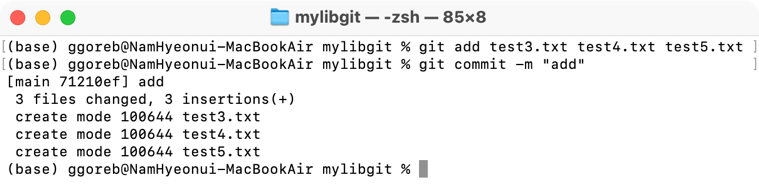 mylibgit — -zsh — 85×8
[(base) ggoreb@NamHyeonui-MacBookAir mylibgit % git add test3.txt test4.txt test5.txt ]
[(base) ggoreb@NamHyeonui-MacBookAir mylibgit % git commit -m "add" ]
[main 71210ef] add
 3 files changed, 3 insertions(+)
 create mode 100644 test3.txt
 create mode 100644 test4.txt
 create mode 100644 test5.txt
(base) ggoreb@NamHyeonui-MacBookAir mylibgit %